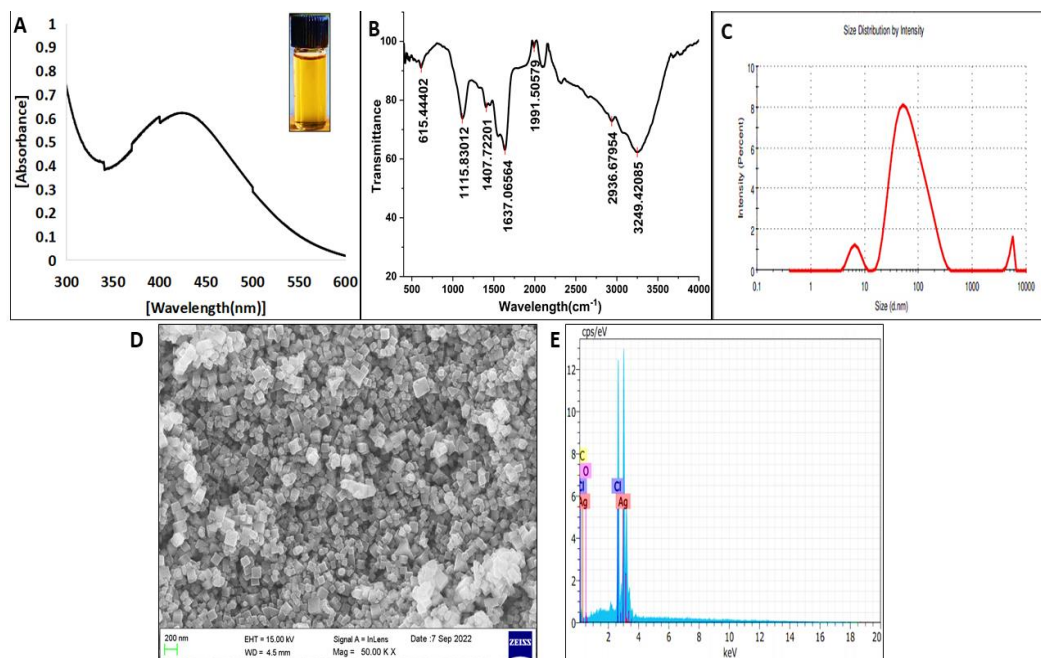 A
[Absorbance]
1
0.9
0.8
0.7
0.6
0.5
0.4
0.3
0.2
0.1
0
300 350 400 450 500 550 600
[Wavelength(nm)]
B
Transmittance
100
80
60
40
20
615.44402
1115.83012
1407.72201
1637.06564
1991.50579
2936.67954
3249.42085
500 1000 1500 2000 2500 3000 3500 4000
Wavelength(cm-1)
C
Size Distribution by Intensity
Intensity (Percent)
10
8
6
4
2
0
0.1 1 10 100 1000 10000
Size (d.nm)
D
200 nm
EHT = 15.00 kV
WD = 4.5 mm
Signal A = InLens
Mag = 50.00 K X
Date :7 Sep 2022
ZEISS
E
cps/eV
12
10
8
6
4
2
0
C
O
Cl
Ag
Cl
Ag
2 4 6 8 10 12 14 16 18 20
keV